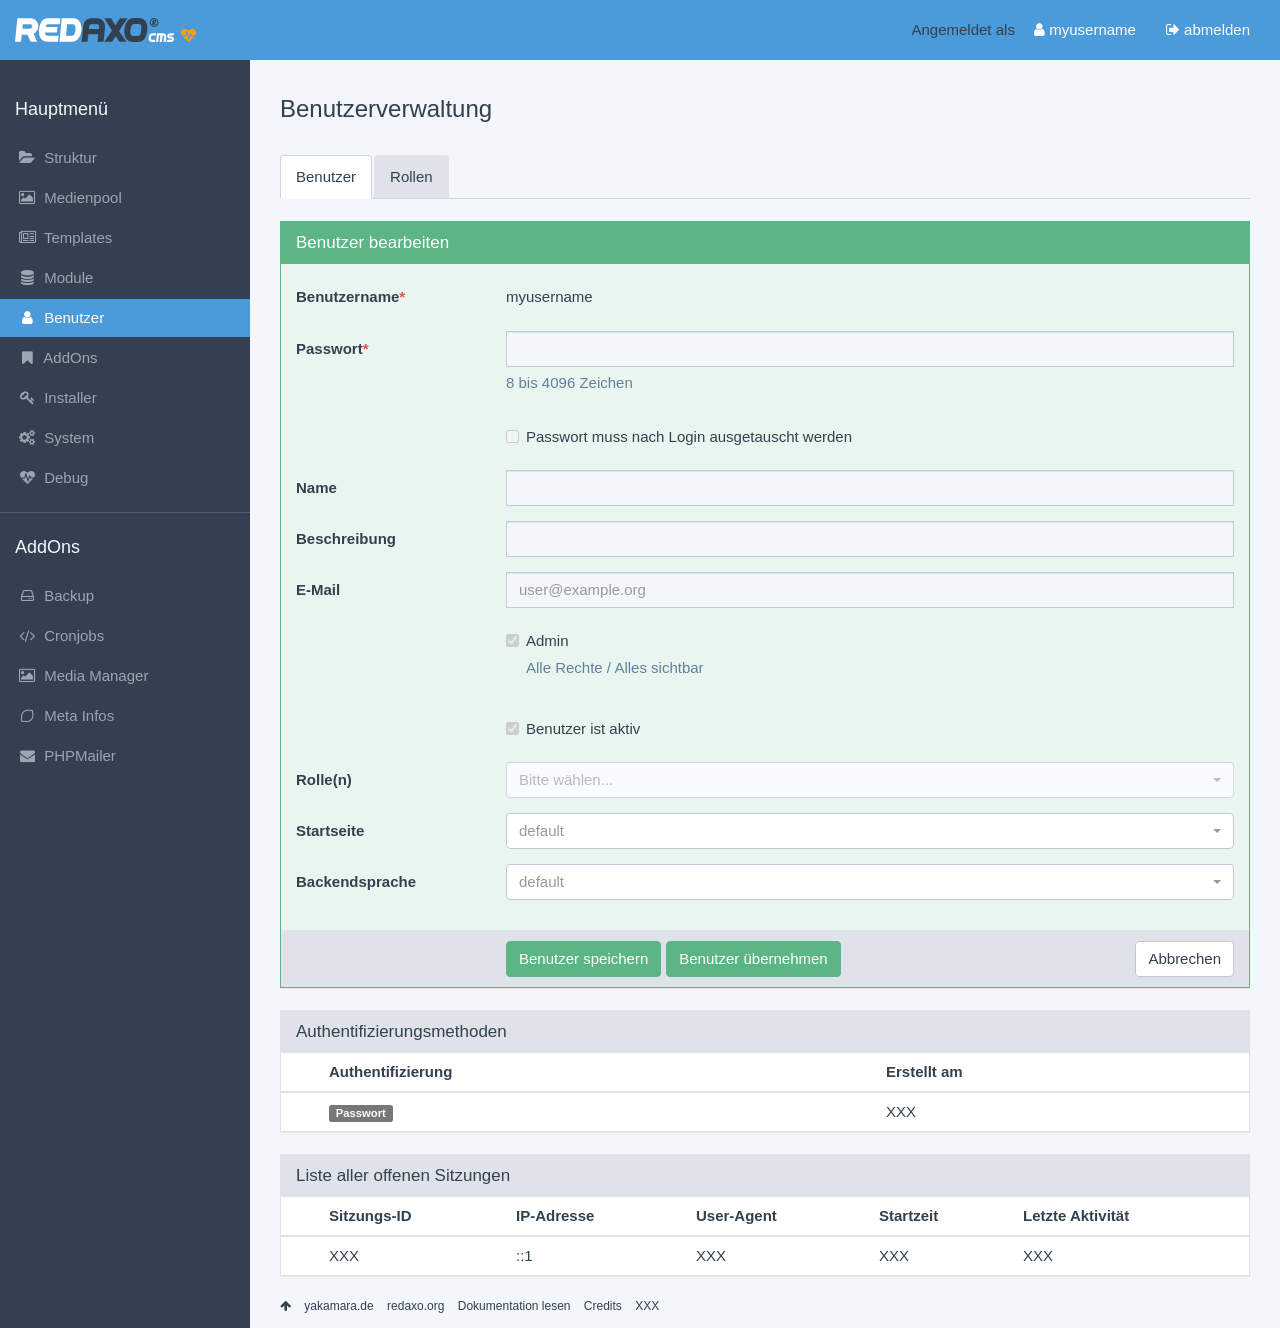 REDAXO® cms
Angemeldet als myusername abmelden
Hauptmenü
Struktur
Medienpool
Templates
Module
Benutzer
AddOns
Installer
System
Debug
AddOns
Backup
Cronjobs
Media Manager
Meta Infos
PHPMailer
Benutzerverwaltung
Benutzer Rollen
Benutzer bearbeiten
Benutzername* myusername
Passwort*
8 bis 4096 Zeichen
Passwort muss nach Login ausgetauscht werden
Name
Beschreibung
E-Mail user@example.org
Admin
Alle Rechte / Alles sichtbar
Benutzer ist aktiv
Rolle(n) Bitte wählen...
Startseite default
Backendsprache default
Benutzer speichern Benutzer übernehmen Abbrechen
Authentifizierungsmethoden
Authentifizierung Erstellt am
Passwort XXX
Liste aller offenen Sitzungen
Sitzungs-ID IP-Adresse User-Agent Startzeit Letzte Aktivität
XXX ::1 XXX XXX XXX
yakamara.de redaxo.org Dokumentation lesen Credits XXX